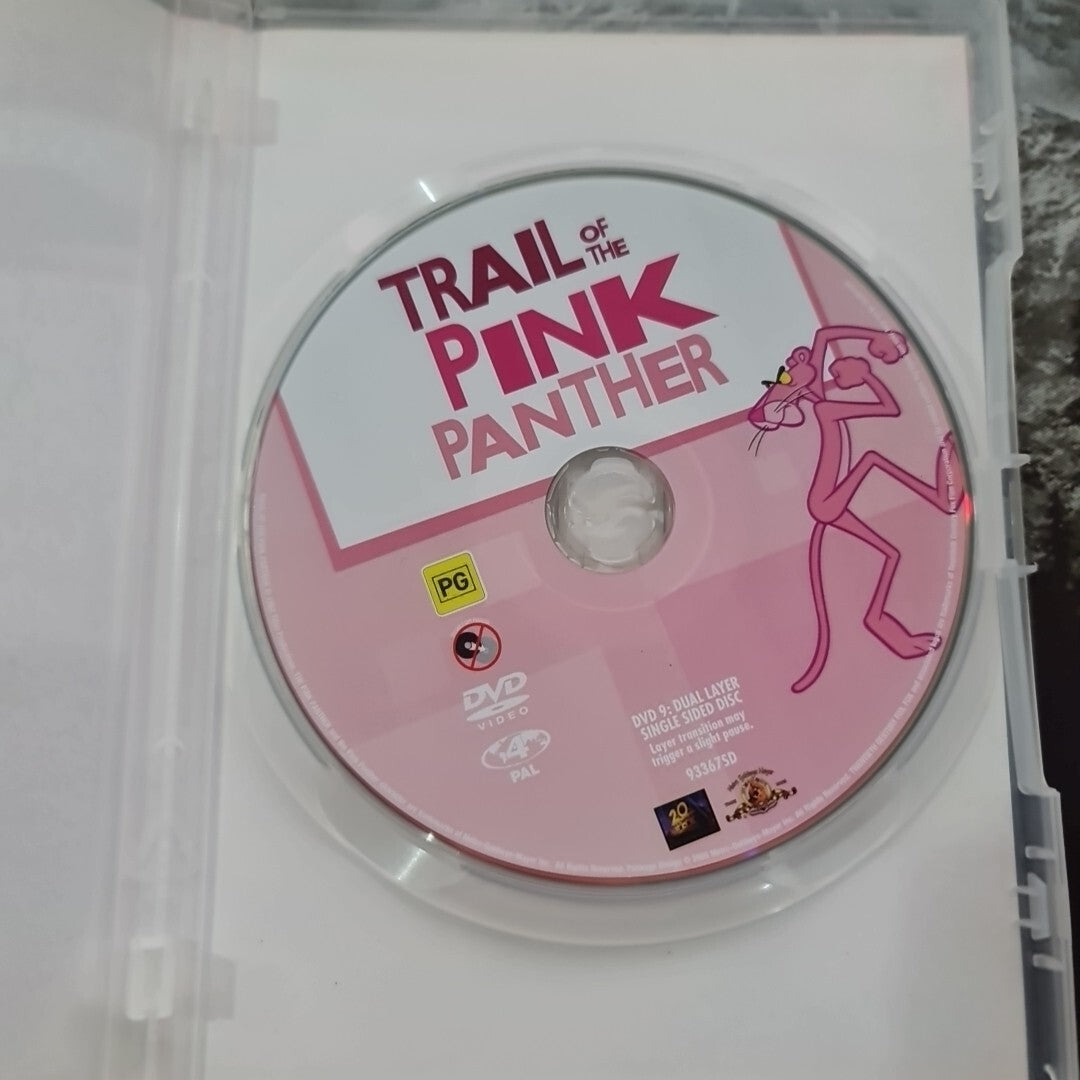 TRAIL OF THE
PINK
PANTHER
PG
DVD
VIDEO
4
PAL
DVD 9: DUAL LAYER
SINGLE SIDED DISC
Layer transition may
trigger a slight pause.
93367SD
20